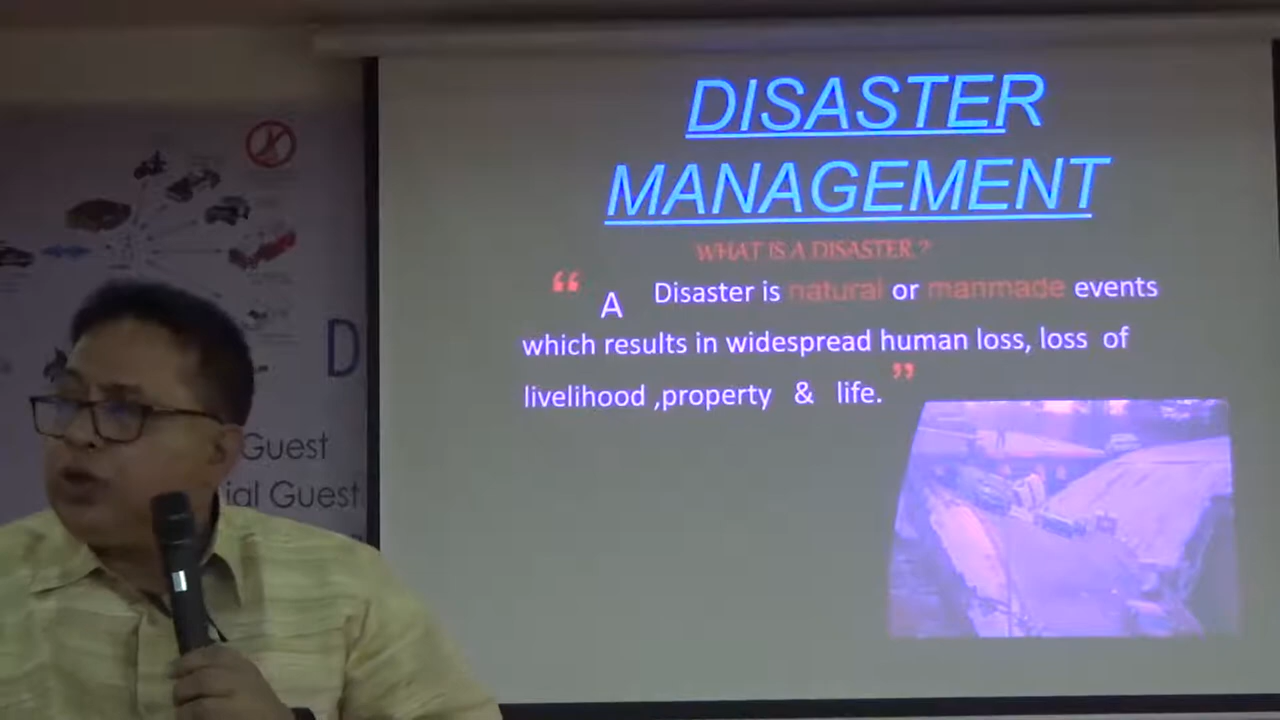 DISASTER
MANAGEMENT
WHAT IS A DISASTER ?
“ A Disaster is natural or manmade events
which results in widespread human loss, loss of
livelihood ,property & life. ”
D
Guest
ial Guest